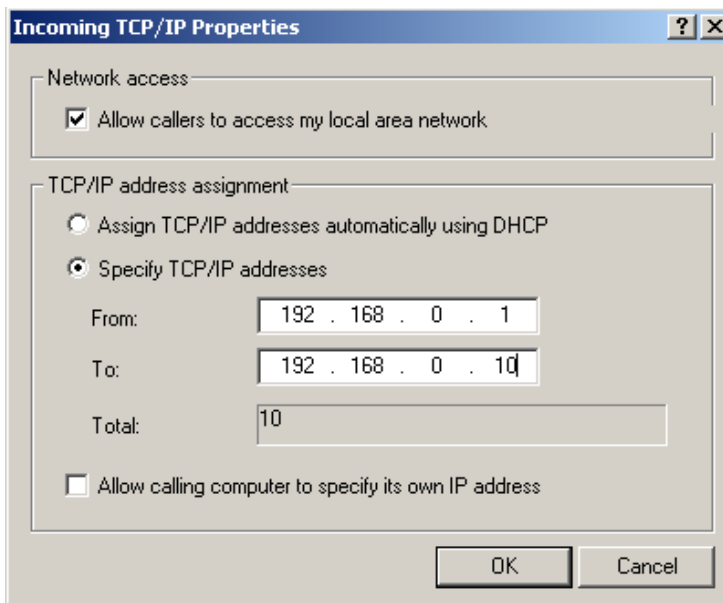 Incoming TCP/IP Properties
Network access
Allow callers to access my local area network
TCP/IP address assignment
Assign TCP/IP addresses automatically using DHCP
Specify TCP/IP addresses
From: 192 . 168 . 0 . 1
To: 192 . 168 . 0 . 10
Total: 10
Allow calling computer to specify its own IP address
OK Cancel